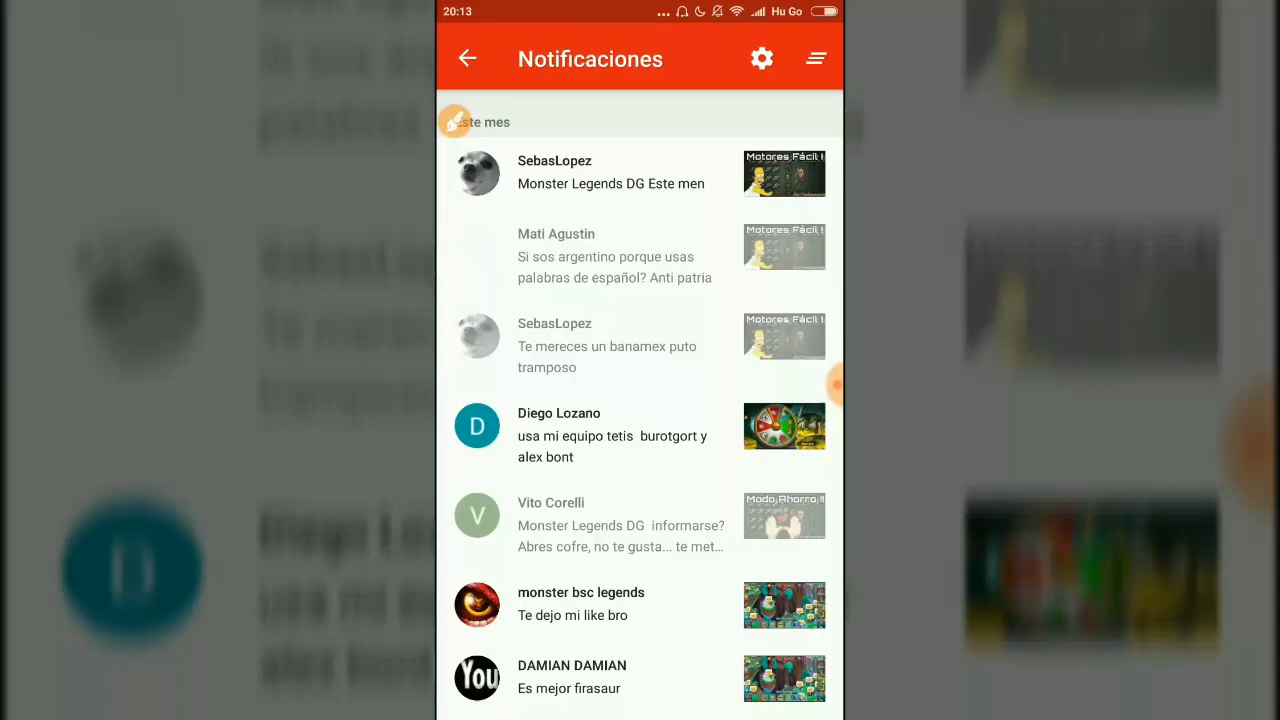 20:13
Hu Go
Notificaciones
ste mes
SebasLopez
Monster Legends DG Este men
Motores Fácil !
Mati Agustin
Si sos argentino porque usas
palabras de español? Anti patria
Motores Fácil !
SebasLopez
Te mereces un banamex puto
tramposo
Motores Fácil !
D
Diego Lozano
usa mi equipo tetis burotgort y
alex bont
V
Vito Corelli
Monster Legends DG informarse?
Abres cofre, no te gusta... te met...
Modo Ahorro !!
monster bsc legends
Te dejo mi like bro
You
DAMIAN DAMIAN
Es mejor firasaur